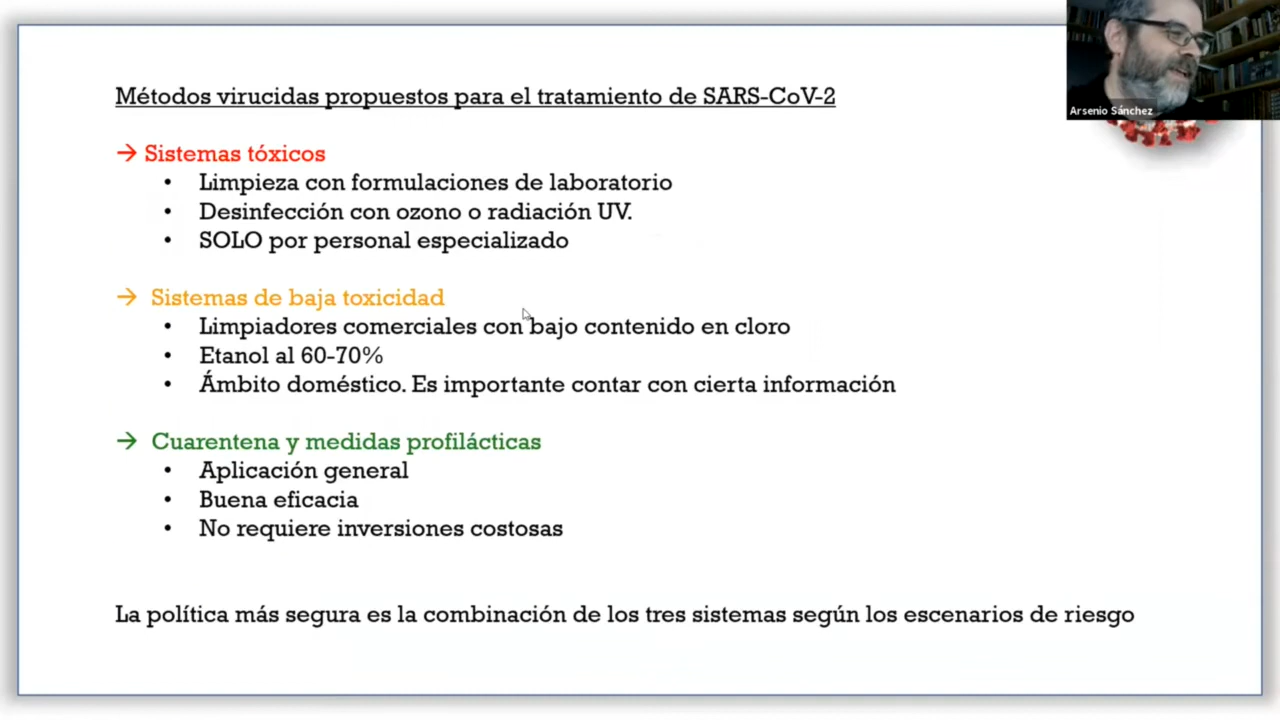 Métodos virucidas propuestos para el tratamiento de SARS-CoV-2
Arsenio Sánchez
→ Sistemas tóxicos
• Limpieza con formulaciones de laboratorio
• Desinfección con ozono o radiación UV.
• SOLO por personal especializado
→ Sistemas de baja toxicidad
• Limpiadores comerciales con bajo contenido en cloro
• Etanol al 60-70%
• Ámbito doméstico. Es importante contar con cierta información
→ Cuarentena y medidas profilácticas
• Aplicación general
• Buena eficacia
• No requiere inversiones costosas
La política más segura es la combinación de los tres sistemas según los escenarios de riesgo